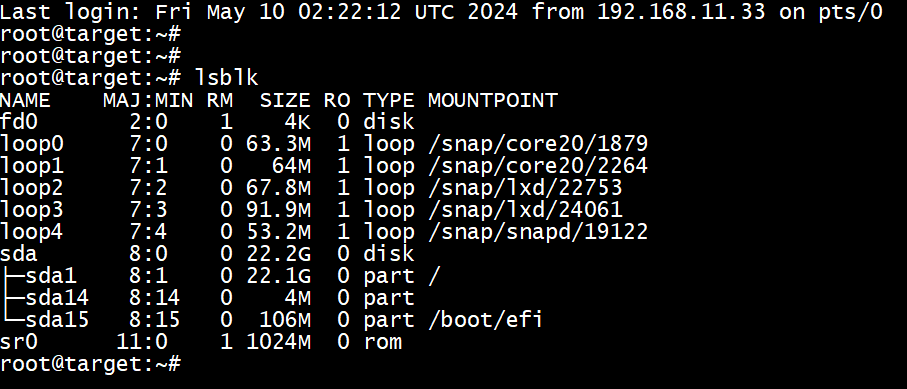 Last login: Fri May 10 02:22:12 UTC 2024 from 192.168.11.33 on pts/0
root@target:~#
root@target:~#
root@target:~# lsblk
NAME    MAJ:MIN RM   SIZE RO TYPE MOUNTPOINT
fd0       2:0    1     4K  0 disk
loop0     7:0    0  63.3M  1 loop /snap/core20/1879
loop1     7:1    0    64M  1 loop /snap/core20/2264
loop2     7:2    0  67.8M  1 loop /snap/lxd/22753
loop3     7:3    0  91.9M  1 loop /snap/lxd/24061
loop4     7:4    0  53.2M  1 loop /snap/snapd/19122
sda       8:0    0  22.2G  0 disk
├─sda1    8:1    0  22.1G  0 part /
├─sda14   8:14   0     4M  0 part
└─sda15   8:15   0   106M  0 part /boot/efi
sr0      11:0    1  1024M  0 rom
root@target:~#